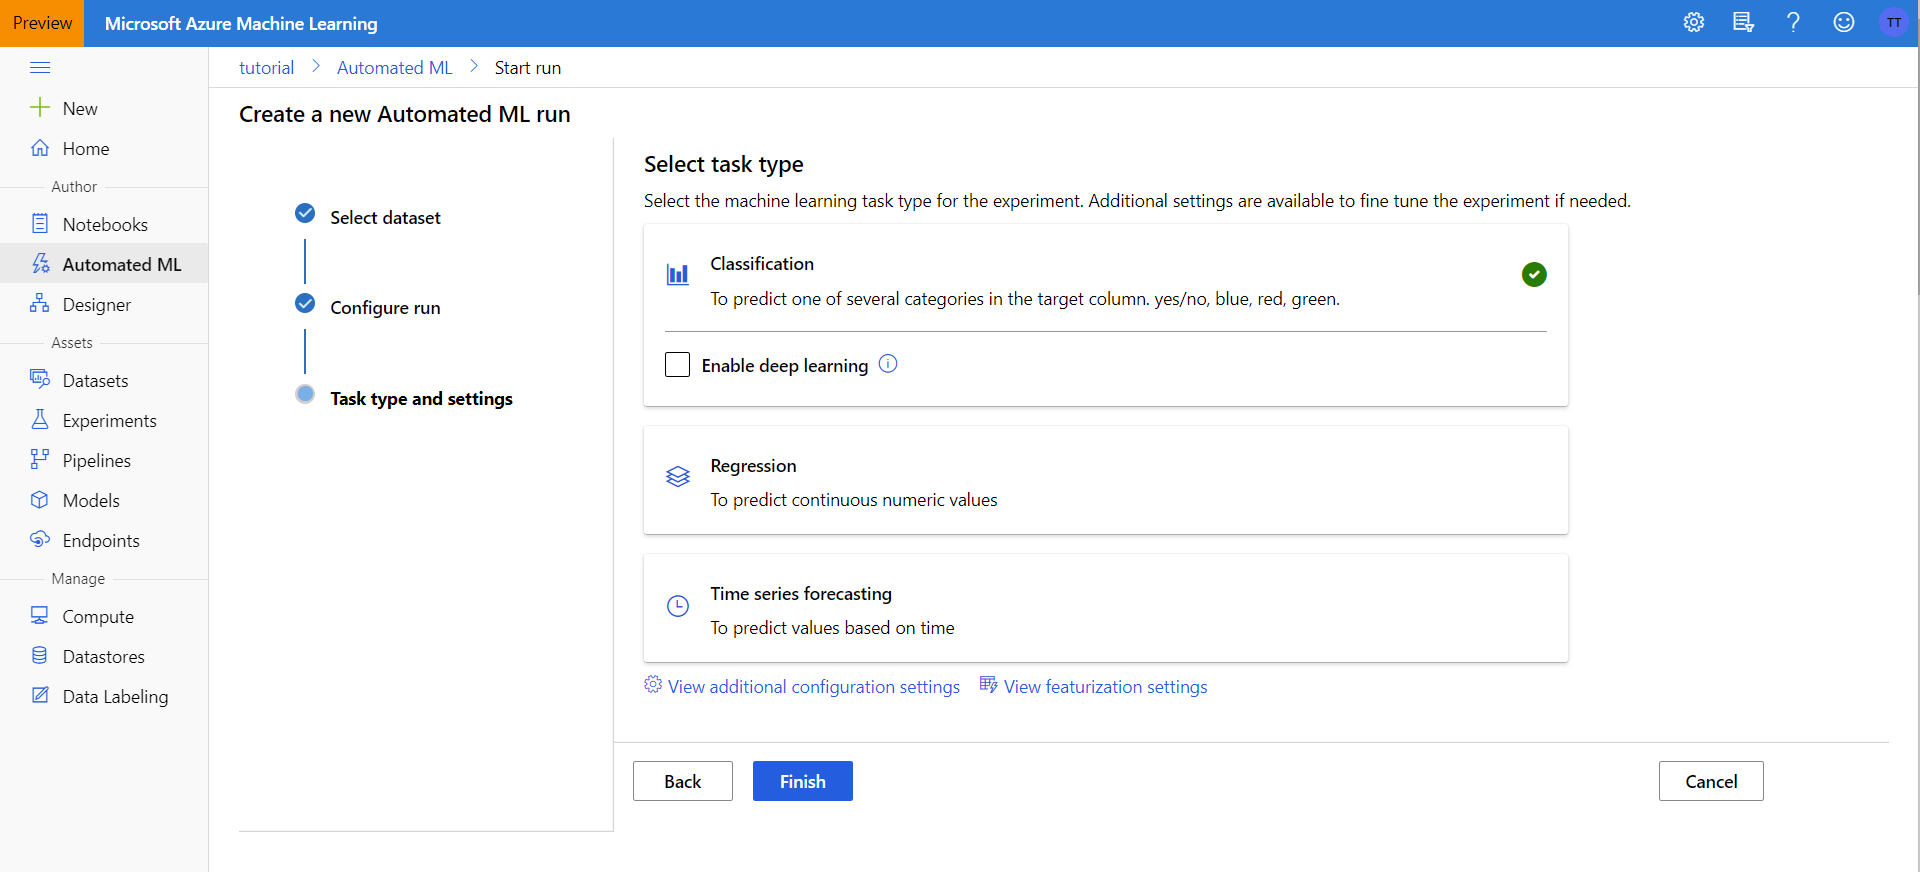 Preview
Microsoft Azure Machine Learning
TT
New
Home
Author
Notebooks
Automated ML
Designer
Assets
Datasets
Experiments
Pipelines
Models
Endpoints
Manage
Compute
Datastores
Data Labeling
tutorial > Automated ML > Start run
Create a new Automated ML run
Select dataset
Configure run
Task type and settings
Select task type
Select the machine learning task type for the experiment. Additional settings are available to fine tune the experiment if needed.
Classification
To predict one of several categories in the target column. yes/no, blue, red, green.
Enable deep learning
Regression
To predict continuous numeric values
Time series forecasting
To predict values based on time
View additional configuration settings View featurization settings
Back Finish Cancel